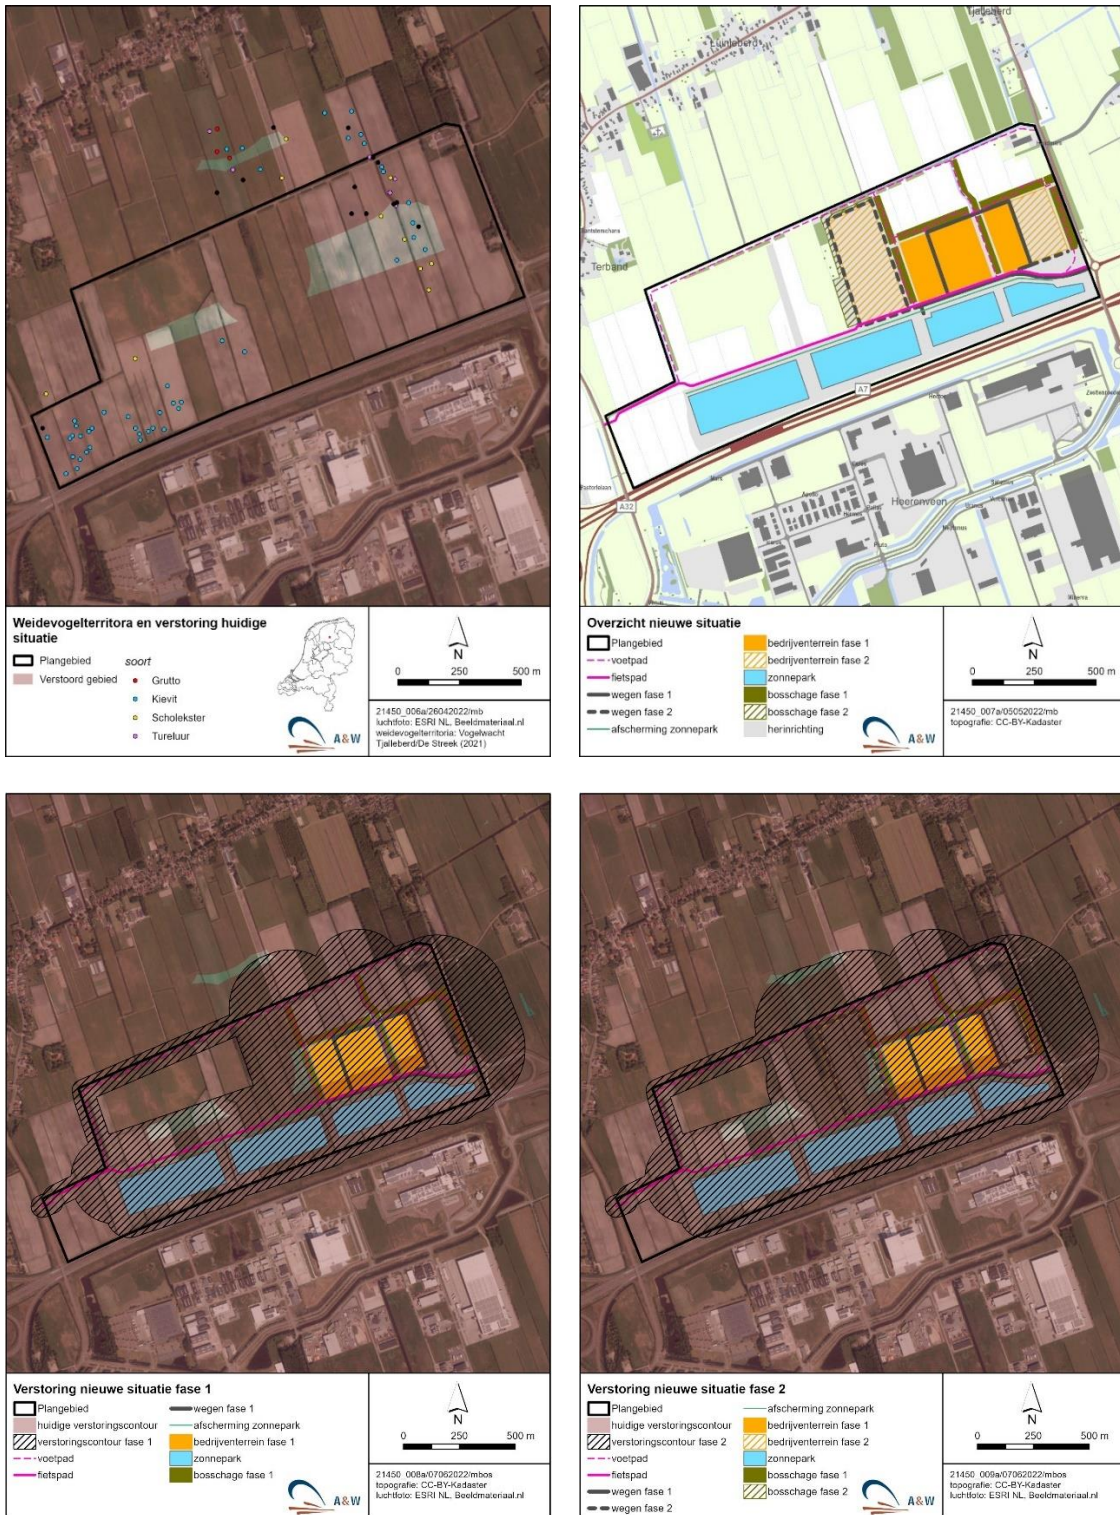 Weidevogelterritora en verstoring huidige
situatie
Plangebied
Verstoord gebied
soort
Grutto
Kievit
Scholekster
Tureluur
N
0 250 500 m
21450_006a/26042022/mb
luchtfoto: ESRI NL, Beeldmateriaal.nl
weidevogelterritoria: Vogelwacht
Tjalleberd/De Streek (2021)
A&W
Tjalleberd
Luinjeberd
Terband
A7
Heerenveen
A32
Pluto
Overzicht nieuwe situatie
Plangebied
voetpad
fietspad
wegen fase 1
wegen fase 2
afscherming zonnepark
bedrijventerrein fase 1
bedrijventerrein fase 2
zonnepark
bosschage fase 1
bosschage fase 2
herinrichting
N
0 250 500 m
21450_007a/05052022/mb
topografie: CC-BY-Kadaster
A&W
Verstoring nieuwe situatie fase 1
Plangebied
huidige verstoringscontour
verstoringscontour fase 1
voetpad
fietspad
wegen fase 1
afscherming zonnepark
bedrijventerrein fase 1
zonnepark
bosschage fase 1
N
0 250 500 m
21450_008a/07062022/mbos
topografie: CC-BY-Kadaster
luchtfoto: ESRI NL, Beeldmateriaal.nl
A&W
Verstoring nieuwe situatie fase 2
Plangebied
huidige verstoringscontour
verstoringscontour fase 2
voetpad
fietspad
wegen fase 1
wegen fase 2
afscherming zonnepark
bedrijventerrein fase 1
bedrijventerrein fase 2
zonnepark
bosschage fase 1
bosschage fase 2
N
0 250 500 m
21450_009a/07062022/mbos
topografie: CC-BY-Kadaster
luchtfoto: ESRI NL, Beeldmateriaal.nl
A&W